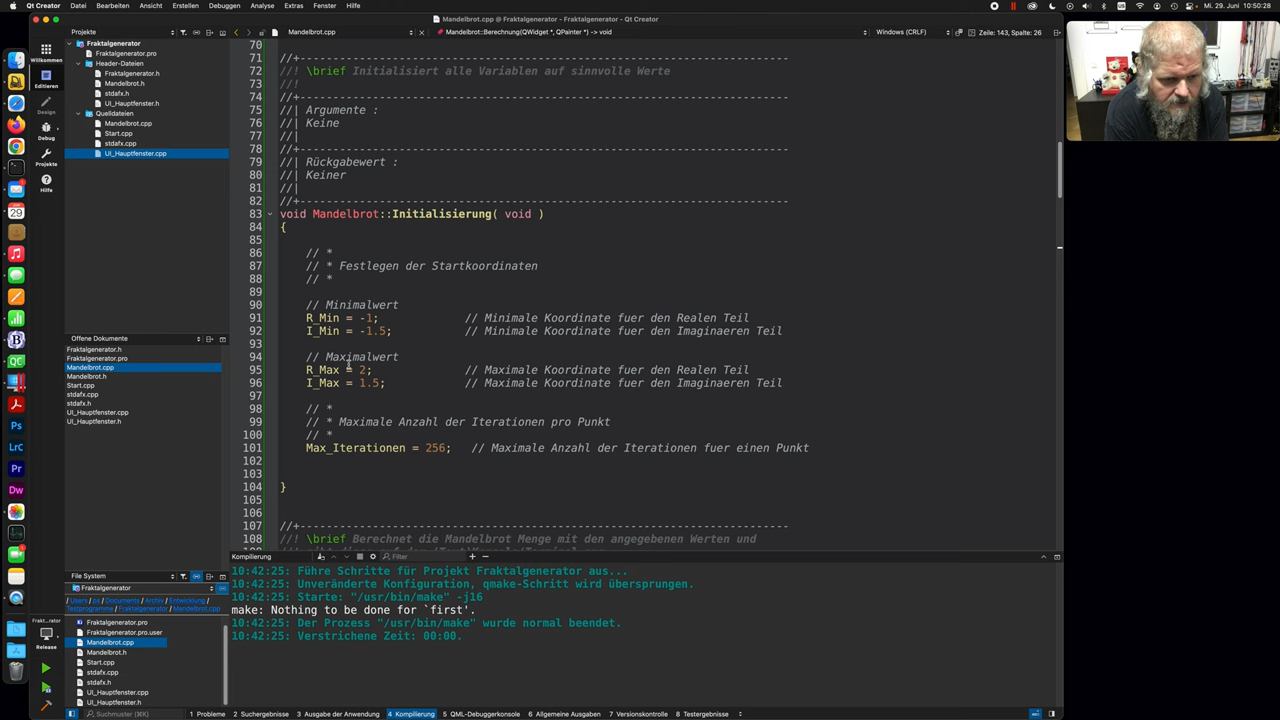 Qt Creator Datei Bearbeiten Ansicht Erstellen Debuggen Analyse Extras Fenster Hilfe
Mi. 29. Juni 10:50:28
Mandelbrot.cpp @ Fraktalgenerator - Fraktalgenerator - Qt Creator
Projekte
Mandelbrot.cpp
Mandelbrot::Berechnung(QWidget *, QPainter *) -> void
Windows (CRLF)
Zeile: 143, Spalte: 26
Willkommen
Editieren
Design
Debug
Projekte
Hilfe
Fraktalgenerator
Fraktalgenerator.pro
Header-Dateien
Fraktalgenerator.h
Mandelbrot.h
stdafx.h
UI_Hauptfenster.h
Quelldateien
Mandelbrot.cpp
Start.cpp
stdafx.cpp
UI_Hauptfenster.cpp
Offene Dokumente
Fraktalgenerator.h
Fraktalgenerator.pro
Mandelbrot.cpp
Mandelbrot.h
Start.cpp
stdafx.cpp
stdafx.h
UI_Hauptfenster.cpp
UI_Hauptfenster.h
File System
Fraktalgenerator
/ Users / ps / Documents / Archiv / Entwicklung /
Testprogramme / Fraktalgenerator / Mandelbrot.cpp
Fraktalgenerator.pro
Fraktalgenerator.pro.user
Mandelbrot.cpp
Mandelbrot.h
Start.cpp
stdafx.cpp
stdafx.h
UI_Hauptfenster.cpp
UI_Hauptfenster.h
Frakt...rator
Release
70
71 //+---------------------------------------------------------------------------
72 //! \brief Initialisiert alle Variablen auf sinnvolle Werte
73 //!
74 //+---------------------------------------------------------------------------
75 //| Argumente :
76 //| Keine
77 //|
78 //+---------------------------------------------------------------------------
79 //| Rückgabewert :
80 //| Keiner
81 //|
82 //+---------------------------------------------------------------------------
83 void Mandelbrot::Initialisierung( void )
84 {
85
86 // *
87 // * Festlegen der Startkoordinaten
88 // *
89
90 // Minimalwert
91 R_Min = -1; // Minimale Koordinate fuer den Realen Teil
92 I_Min = -1.5; // Minimale Koordinate fuer den Imaginaeren Teil
93
94 // Maximalwert
95 R_Max = 2; // Maximale Koordinate fuer den Realen Teil
96 I_Max = 1.5; // Maximale Koordinate fuer den Imaginaeren Teil
97
98 // *
99 // * Maximale Anzahl der Iterationen pro Punkt
100 // *
101 Max_Iterationen = 256; // Maximale Anzahl der Iterationen fuer einen Punkt
102
103
104 }
105
106
107 //+---------------------------------------------------------------------------
108 //! \brief Berechnet die Mandelbrot Menge mit den angegebenen Werten und
Kompilierung
Filter
10:42:25: Führe Schritte für Projekt Fraktalgenerator aus...
10:42:25: Unveränderte Konfiguration, qmake-Schritt wird übersprungen.
10:42:25: Starte: "/usr/bin/make" -j16
make: Nothing to be done for `first'.
10:42:25: Der Prozess "/usr/bin/make" wurde normal beendet.
10:42:25: Verstrichene Zeit: 00:00.
Suchmuster (⌘K)
1 Probleme 2 Suchergebnisse 3 Ausgabe der Anwendung 4 Kompilierung 5 QML-Debuggerkonsole 6 Allgemeine Ausgaben 7 Versionskontrolle 8 Testergebnisse